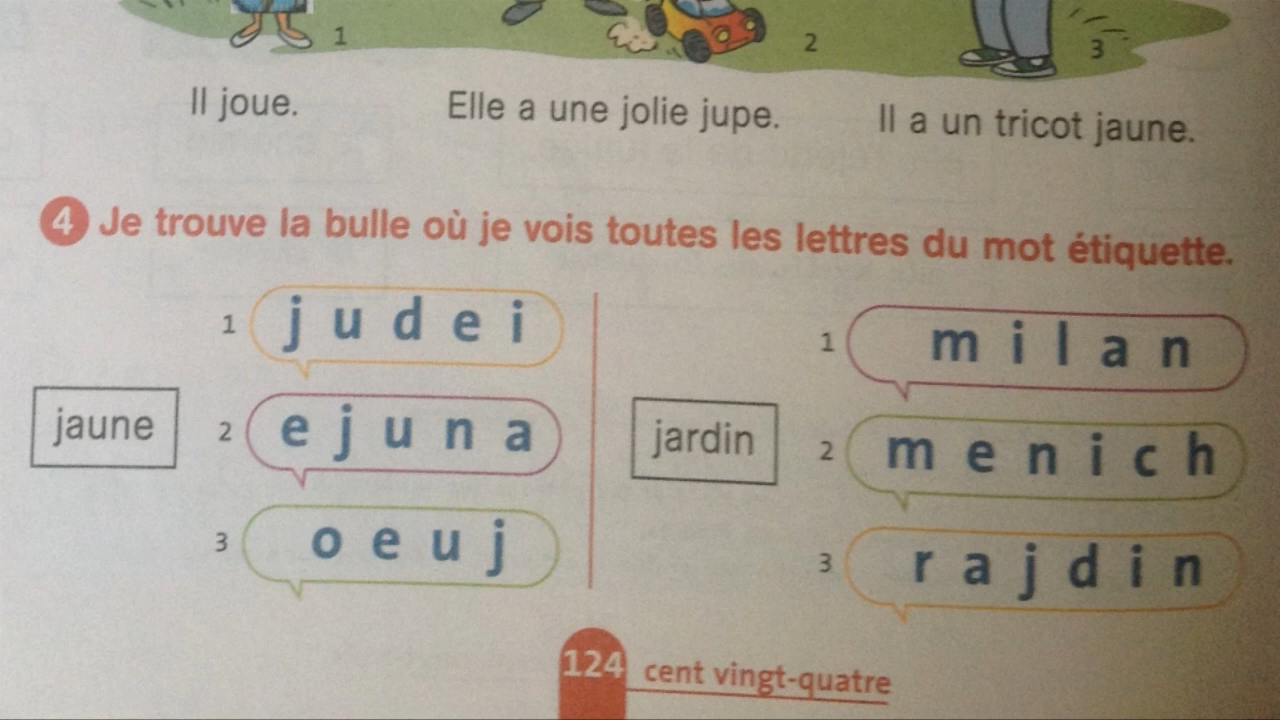 1 2 3
Il joue. Elle a une jolie jupe. Il a un tricot jaune.
4 Je trouve la bulle où je vois toutes les lettres du mot étiquette.
jaune
1 j u d e i
2 e j u n a
3 o e u j
jardin
1 m i l a n
2 m e n i c h
3 r a j d i n
124 cent vingt-quatre